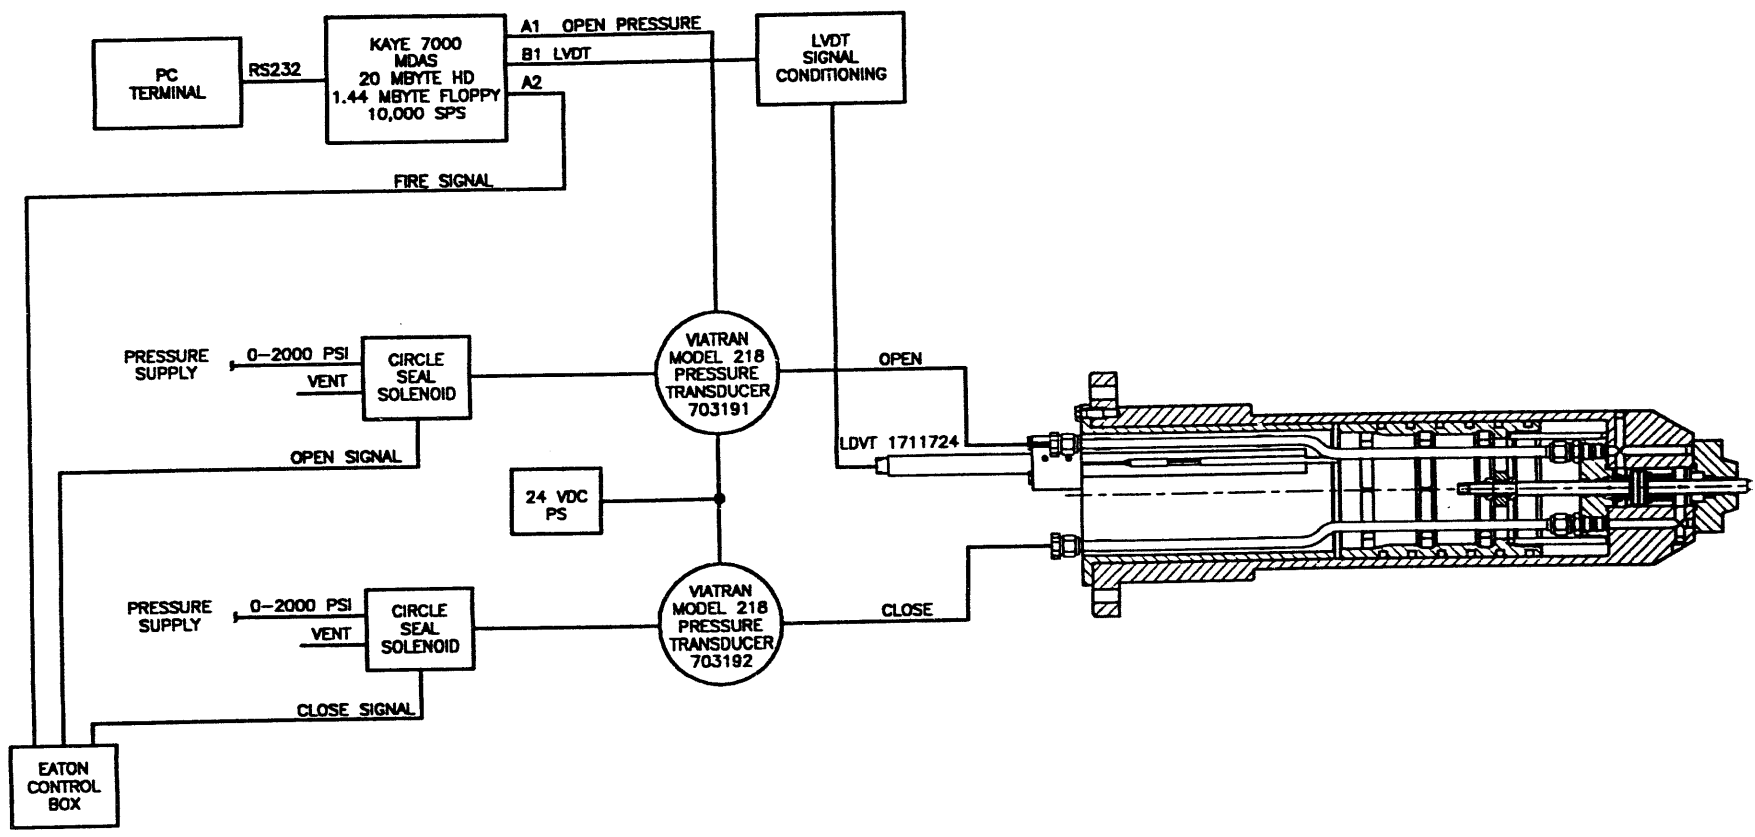 PC
TERMINAL
RS232
KAYE 7000
MDAS
20 MBYTE HD
1.44 MBYTE FLOPPY
10,000 SPS
A1 OPEN PRESSURE
B1 LVDT
A2
LVDT
SIGNAL
CONDITIONING
FIRE SIGNAL
PRESSURE
SUPPLY
0-2000 PSI
VENT
CIRCLE
SEAL
SOLENOID
VIATRAN
MODEL 218
PRESSURE
TRANSDUCER
703191
OPEN
LDVT 1711724
OPEN SIGNAL
24 VDC
PS
PRESSURE
SUPPLY
0-2000 PSI
VENT
CIRCLE
SEAL
SOLENOID
VIATRAN
MODEL 218
PRESSURE
TRANSDUCER
703192
CLOSE
CLOSE SIGNAL
EATON
CONTROL
BOX